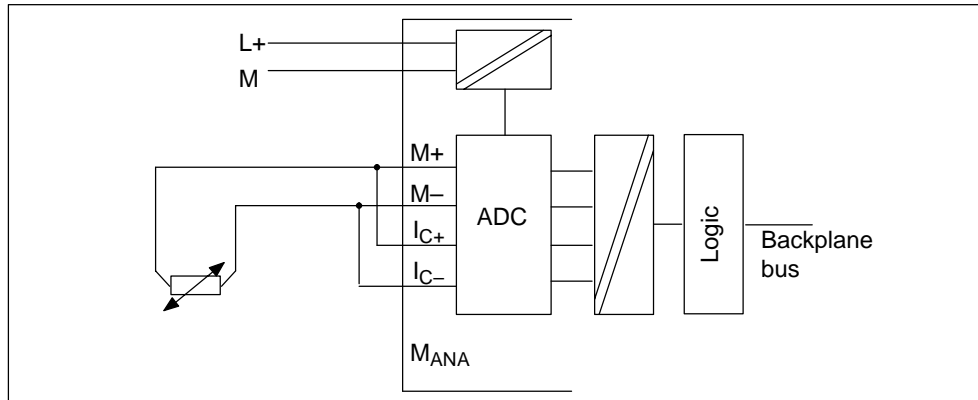 L+
M
M+
M–
I_C+
I_C–
M_ANA
ADC
Logic
Backplane
bus